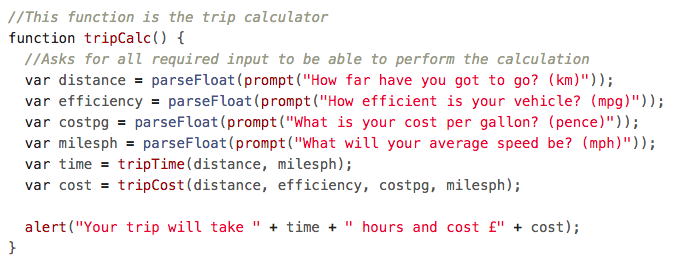 //This function is the trip calculator
function tripCalc() {
  //Asks for all required input to be able to perform the calculation
  var distance = parseFloat(prompt("How far have you got to go? (km)"));
  var efficiency = parseFloat(prompt("How efficient is your vehicle? (mpg)"));
  var costpg = parseFloat(prompt("What is your cost per gallon? (pence)"));
  var milesph = parseFloat(prompt("What will your average speed be? (mph)"));
  var time = tripTime(distance, milesph);
  var cost = tripCost(distance, efficiency, costpg, milesph);

  alert("Your trip will take " + time + " hours and cost £" + cost);
}